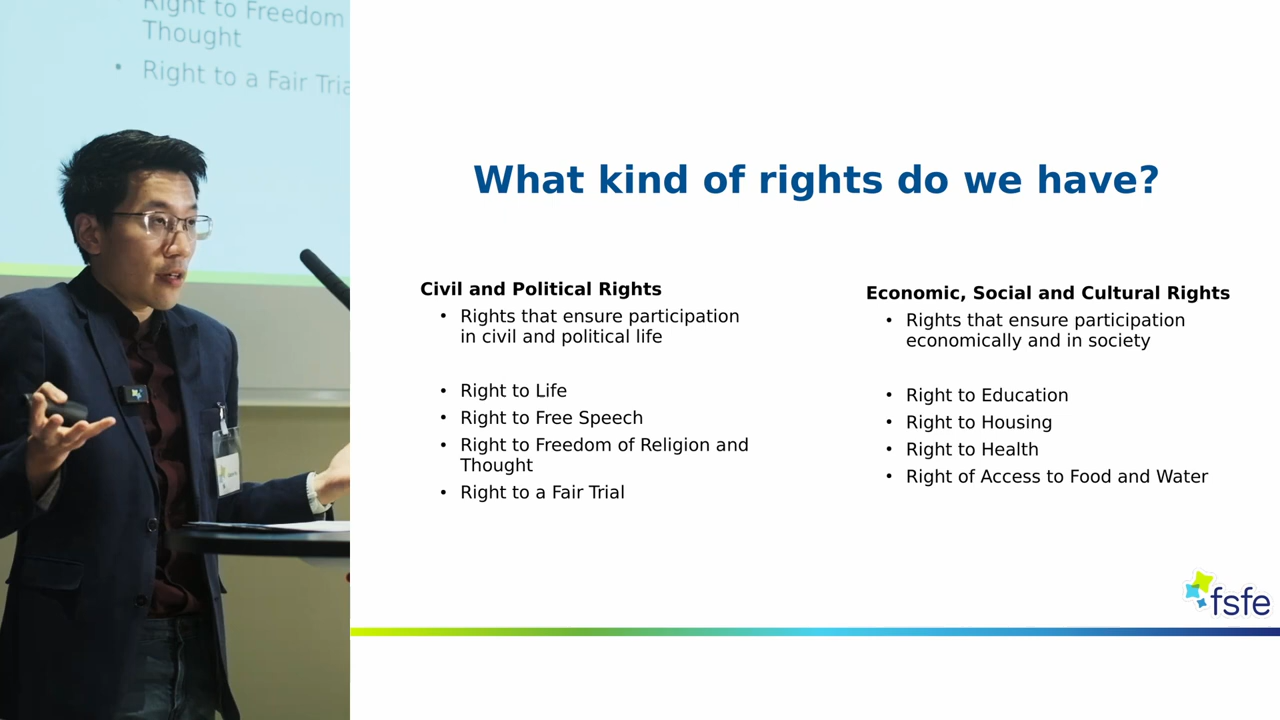 Right to Freedom
Thought
• Right to a Fair Tria
What kind of rights do we have?
Civil and Political Rights
• Rights that ensure participation
in civil and political life
• Right to Life
• Right to Free Speech
• Right to Freedom of Religion and
Thought
• Right to a Fair Trial
Economic, Social and Cultural Rights
• Rights that ensure participation
economically and in society
• Right to Education
• Right to Housing
• Right to Health
• Right of Access to Food and Water
fsfe